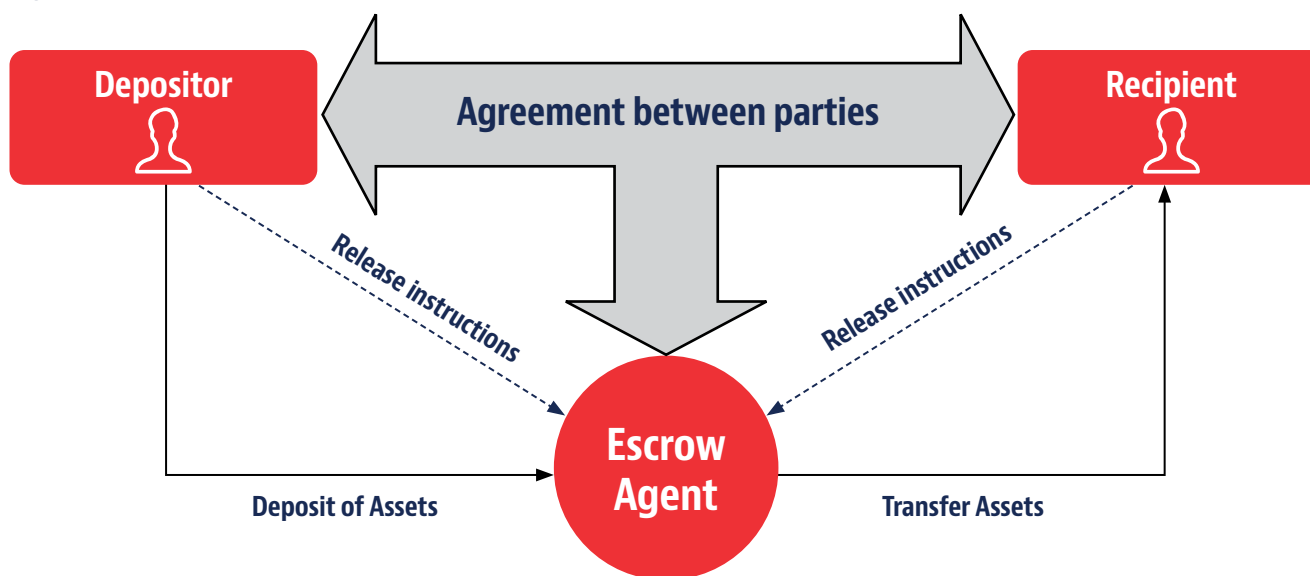 Depositor
Agreement between parties
Recipient
Release instructions
Release instructions
Escrow
Agent
Deposit of Assets
Transfer Assets